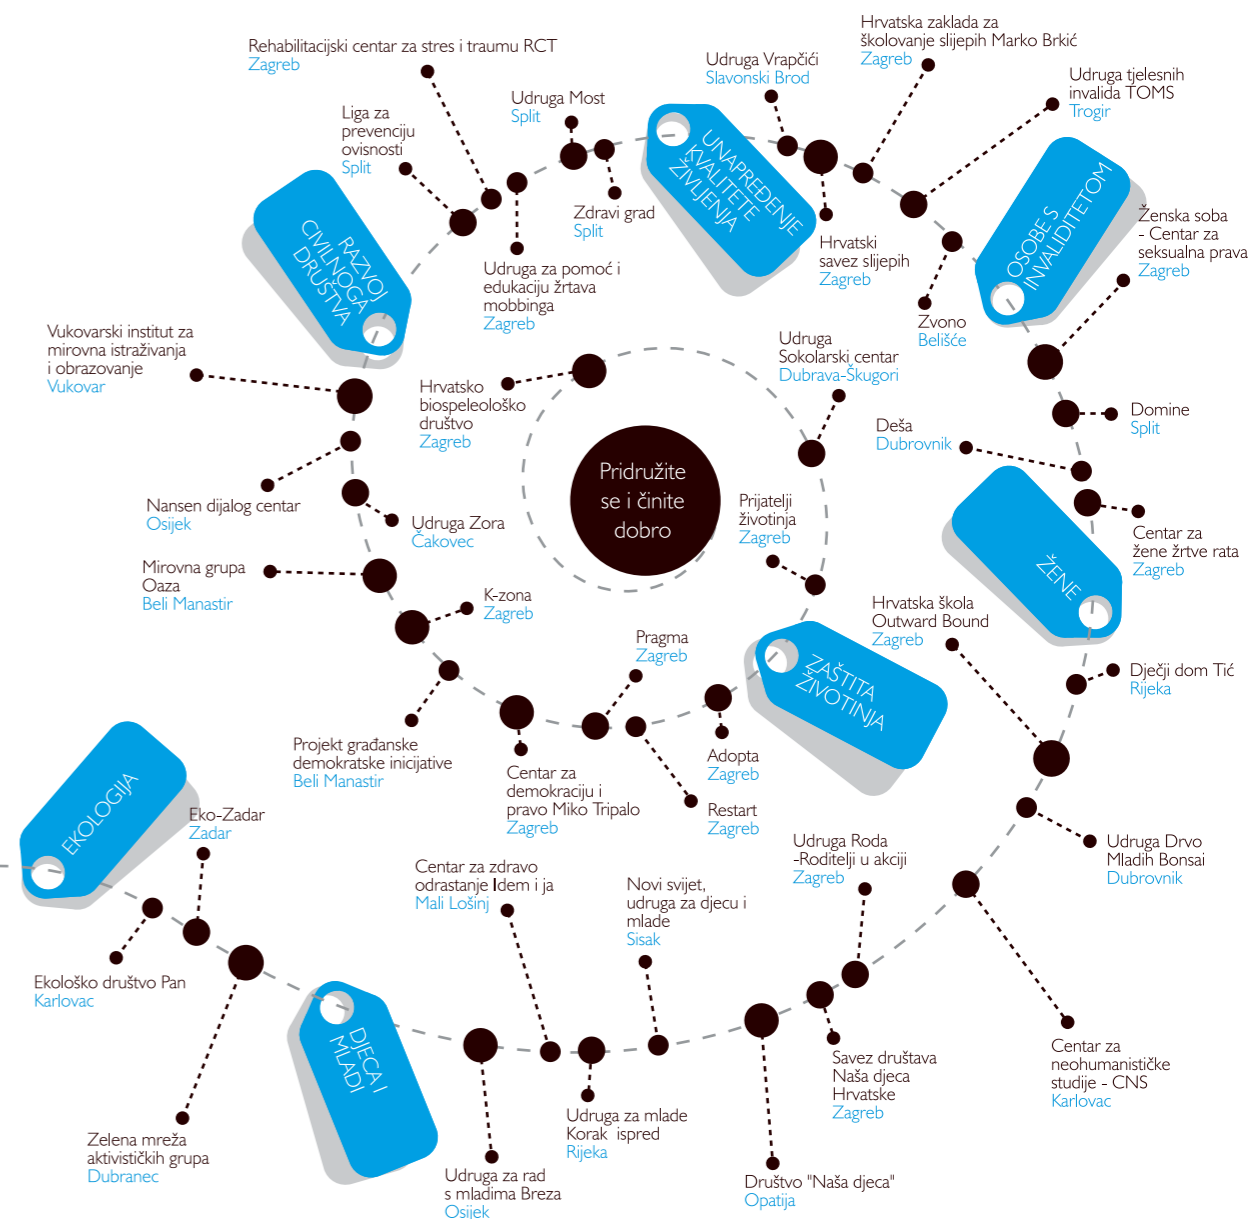 Hrvatska zaklada za
školovanje slijepih Marko Brkić
Zagreb
Rehabilitacijski centar za stres i traumu RCT
Zagreb
Udruga Vrapčići
Slavonski Brod
Udruga tjelesnih
invalida TOMS
Trogir
Udruga Most
Split
Liga za
prevenciju
ovisnosti
Split
UNAPREĐENJE
KVALITETE
ŽIVLJENJA
OSOBE S
INVALIDITETOM
RAZVOJ
CIVILNOGA
DRUŠTVA
Zdravi grad
Split
Ženska soba
- Centar za
seksualna prava
Zagreb
Hrvatski
savez slijepih
Zagreb
Udruga za pomoć i
edukaciju žrtava
mobbinga
Zagreb
Zvono
Belišće
Vukovarski institut za
mirovna istraživanja
i obrazovanje
Vukovar
Udruga
Sokolarski centar
Dubrava-Škugori
Hrvatsko
biospeleološko
društvo
Zagreb
Domine
Split
Deša
Dubrovnik
Pridružite
se i činite
dobro
Nansen dijalog centar
Osijek
Udruga Zora
Čakovec
Prijatelji
životinja
Zagreb
Centar za
žene žrtve rata
Zagreb
ŽENE
Mirovna grupa
Oaza
Beli Manastir
K-zona
Zagreb
Hrvatska škola
Outward Bound
Zagreb
Pragma
Zagreb
ZAŠTITA
ŽIVOTINJA
Dječji dom Tić
Rijeka
Projekt građanske
demokratske inicijative
Beli Manastir
Centar za
demokraciju i
pravo Miko Tripalo
Zagreb
Adopta
Zagreb
Restart
Zagreb
EKOLOGIJA
Eko-Zadar
Zadar
Udruga Roda
-Roditelji u akciji
Zagreb
Udruga Drvo
Mladih Bonsai
Dubrovnik
Centar za zdravo
odrastanje Idem i ja
Mali Lošinj
Novi svijet,
udruga za djecu i
mlade
Sisak
Ekološko društvo Pan
Karlovac
DJECA I
MLADI
Savez društava
Naša djeca
Hrvatske
Zagreb
Centar za
neohumanističke
studije - CNS
Karlovac
Udruga za mlade
Korak ispred
Rijeka
Zelena mreža
aktivističkih grupa
Dubranec
Udruga za rad
s mladima Breza
Osijek
Društvo "Naša djeca"
Opatija